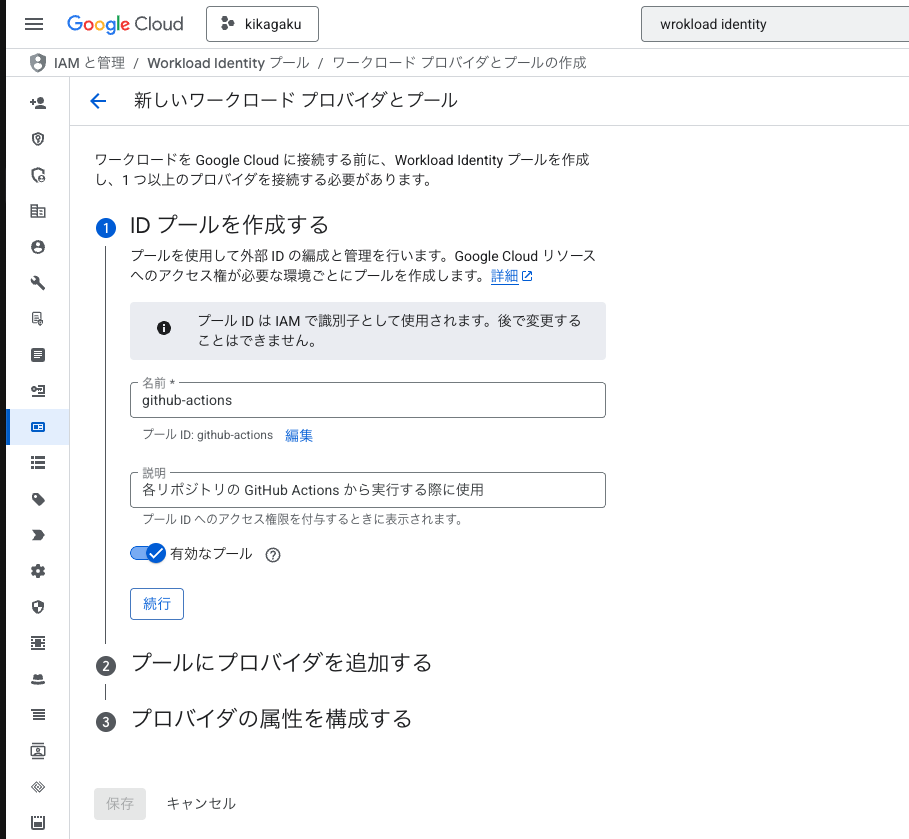 Google Cloud
kikagaku
wrokload identity
IAM と管理 / Workload Identity プール / ワークロード プロバイダとプールの作成
新しいワークロード プロバイダとプール
ワークロードを Google Cloud に接続する前に、Workload Identity プールを作成
し、1 つ以上のプロバイダを接続する必要があります。
1 ID プールを作成する
プールを使用して外部 ID の編成と管理を行います。Google Cloud リソース
へのアクセス権が必要な環境ごとにプールを作成します。詳細
プール ID は IAM で識別子として使用されます。後で変更する
ことはできません。
名前 *
github-actions
プール ID: github-actions 編集
説明
各リポジトリの GitHub Actions から実行する際に使用
プール ID へのアクセス権限を付与するときに表示されます。
有効なプール
続行
2 プールにプロバイダを追加する
3 プロバイダの属性を構成する
保存 キャンセル